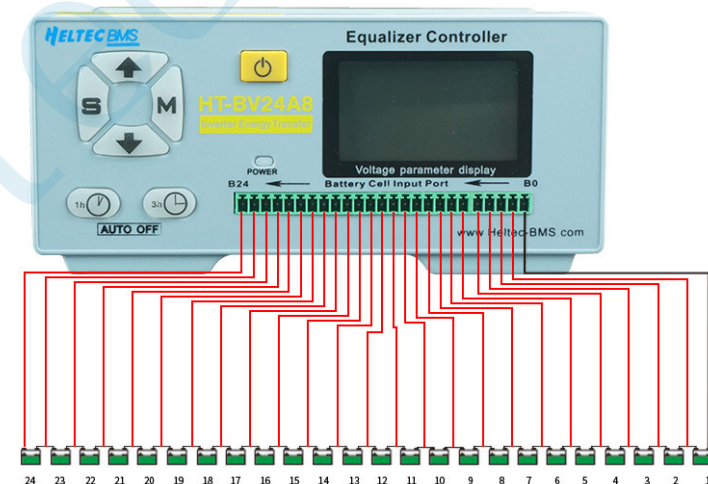 HELTEC BMS
Equalizer Controller
S
M
HT-BV24A8
Inverter Energy Transfor
POWER
Voltage parameter display
B24
Battery Cell Input Port
B0
1h
3h
AUTO OFF
www Heltec-BMS com
24 23 22 21 20 19 18 17 16 15 14 13 12 11 10 9 8 7 6 5 4 3 2 1